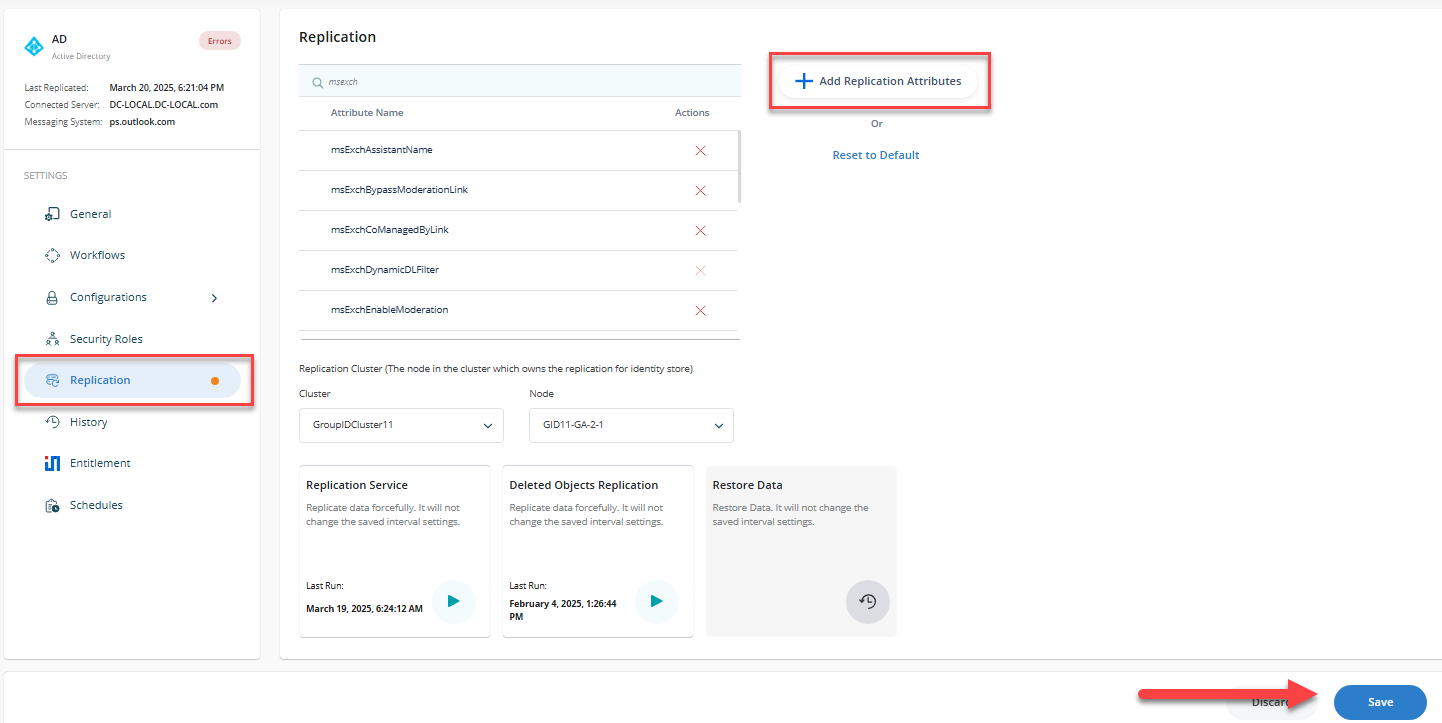 AD
Errors
Active Directory
Last Replicated: March 20, 2025, 6:21:04 PM
Connected Server: DC-LOCAL.DC-LOCAL.com
Messaging System: ps.outlook.com
SETTINGS
General
Workflows
Configurations
Security Roles
Replication
History
Entitlement
Schedules
Replication
msexch
Attribute Name Actions
msExchAssistantName
msExchBypassModerationLink
msExchCoManagedByLink
msExchDynamicDLFilter
msExchEnableModeration
Add Replication Attributes
Or
Reset to Default
Replication Cluster (The node in the cluster which owns the replication for identity store)
Cluster Node
GroupIDCluster11 GID11-GA-2-1
Replication Service
Replicate data forcefully. It will not
change the saved interval settings.
Last Run:
March 19, 2025, 6:24:12 AM
Deleted Objects Replication
Replicate data forcefully. It will not
change the saved interval settings.
Last Run:
February 4, 2025, 1:26:44
PM
Restore Data
Restore Data. It will not change the
saved interval settings.
Discard
Save